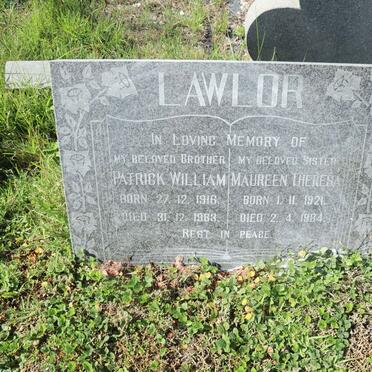 LAWLOR
IN LOVING MEMORY OF
MY BELOVED BROTHER MY BELOVED SISTER
PATRICK WILLIAM MAUREEN THERESA
BORN 27.12.1916. BORN 1.11.1921.
DIED 31.12.1983. DIED 2.4.1984.
REST IN PEACE.